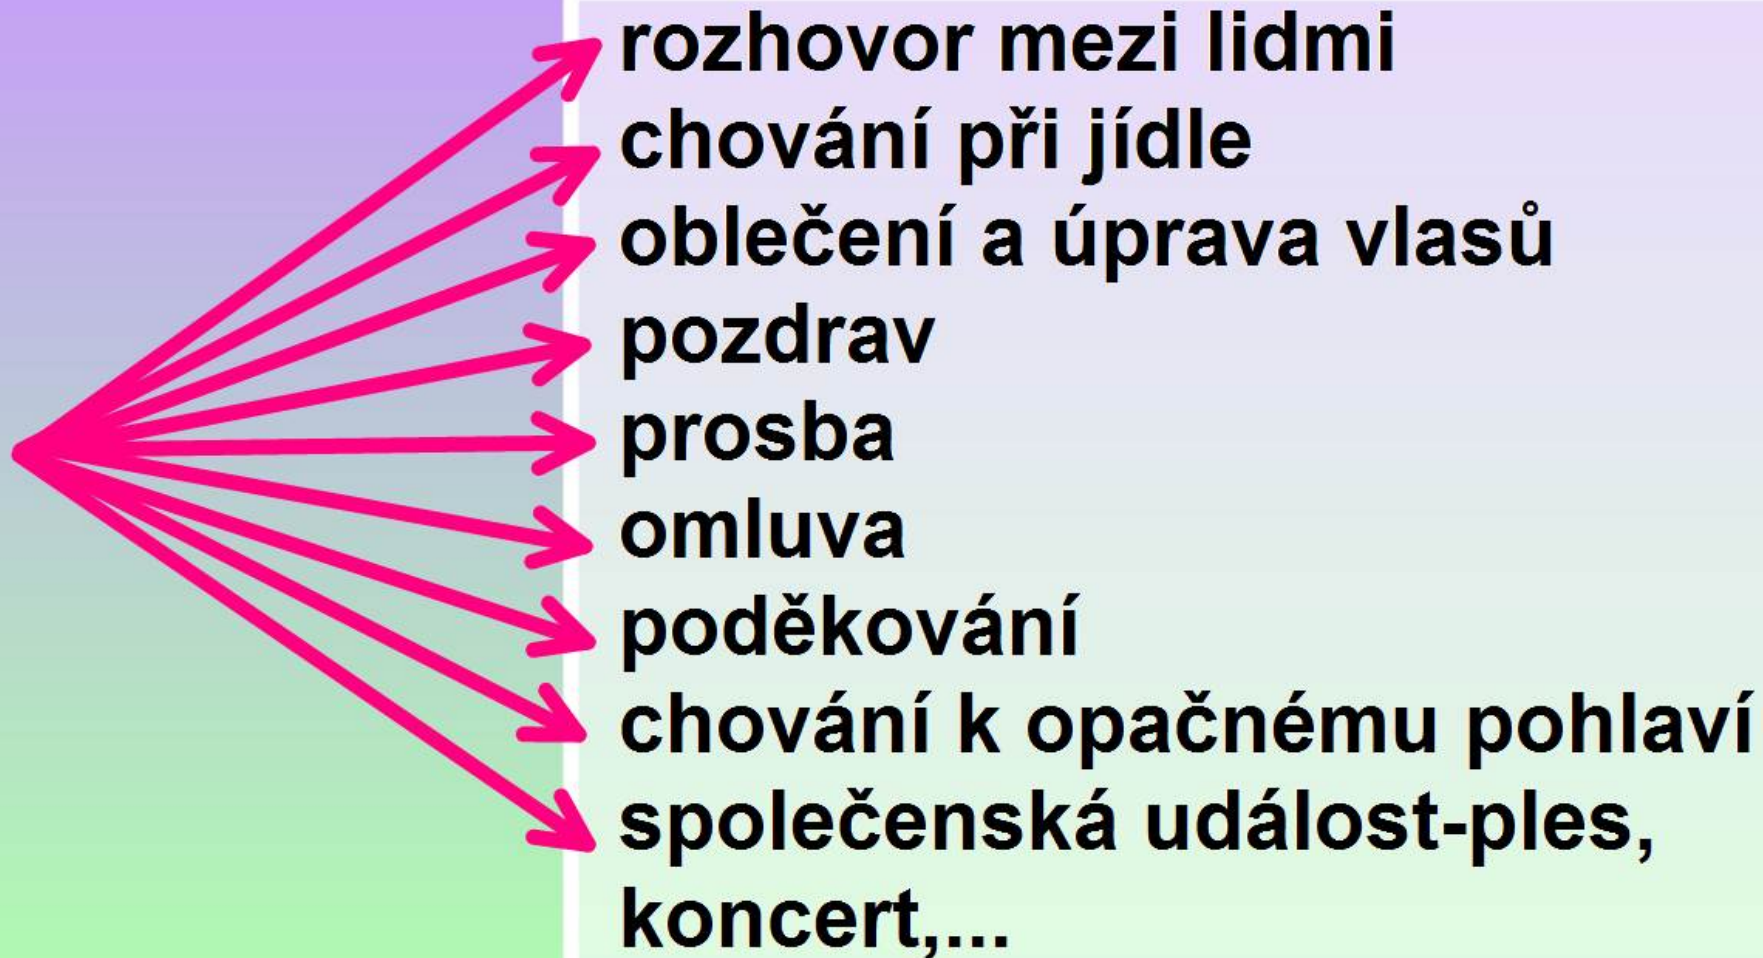 rozhovor mezi lidmi
chování při jídle
oblečení a úprava vlasů
pozdrav
prosba
omluva
poděkování
chování k opačnému pohlaví
společenská událost-ples,
koncert,...